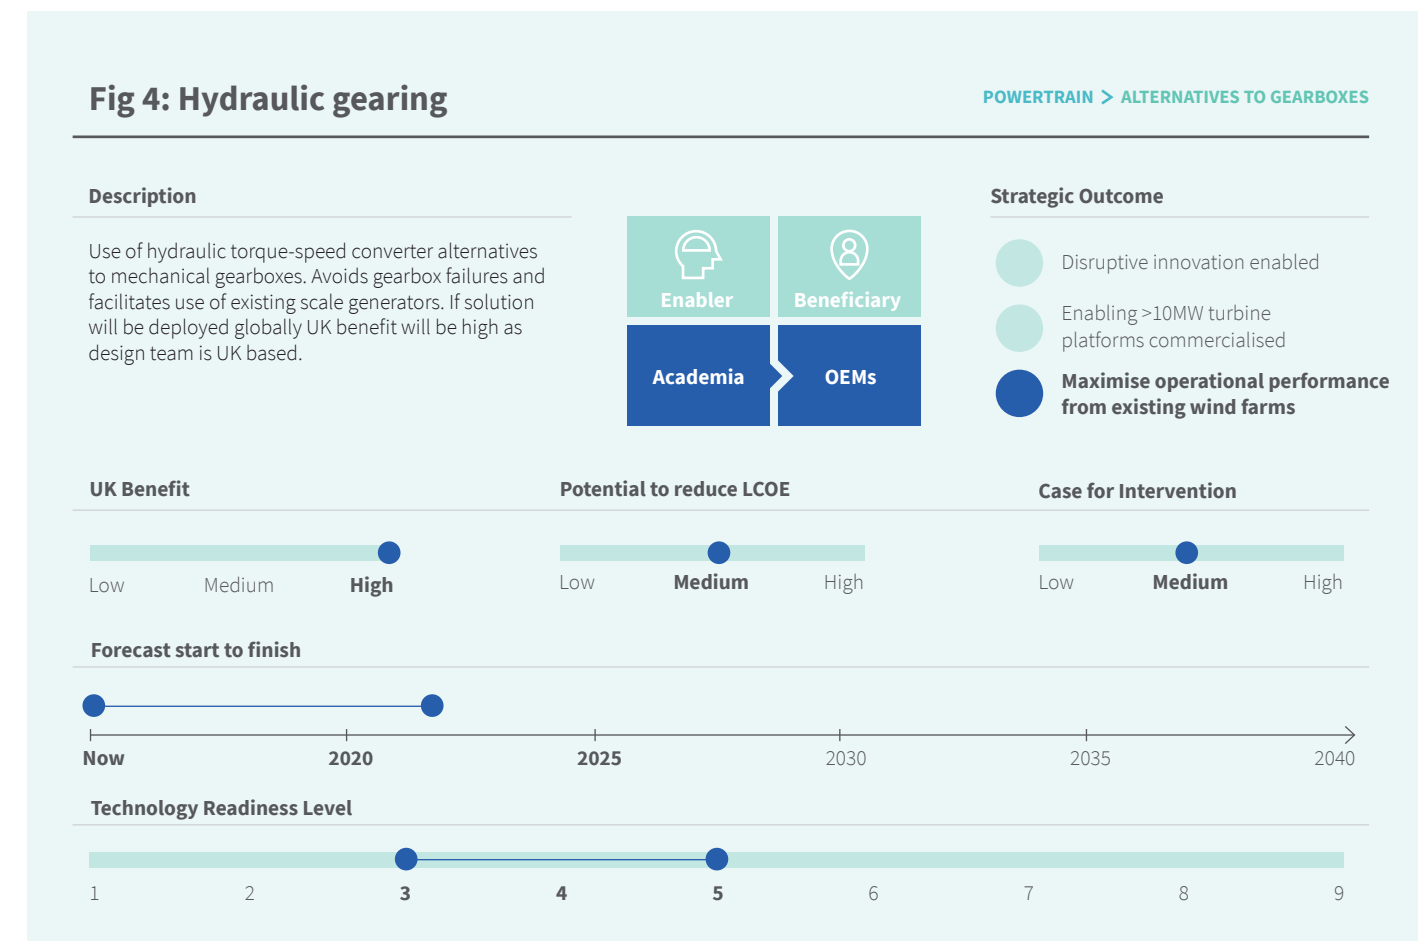 Fig 4: Hydraulic gearing
POWERTRAIN > ALTERNATIVES TO GEARBOXES
Description
Use of hydraulic torque-speed converter alternatives
to mechanical gearboxes. Avoids gearbox failures and
facilitates use of existing scale generators. If solution
will be deployed globally UK benefit will be high as
design team is UK based.
Enabler
Beneficiary
Academia
OEMs
Strategic Outcome
Disruptive innovation enabled
Enabling >10MW turbine
platforms commercialised
Maximise operational performance
from existing wind farms
UK Benefit
Low Medium High
Potential to reduce LCOE
Low Medium High
Case for Intervention
Low Medium High
Forecast start to finish
Now 2020 2025 2030 2035 2040
Technology Readiness Level
1 2 3 4 5 6 7 8 9